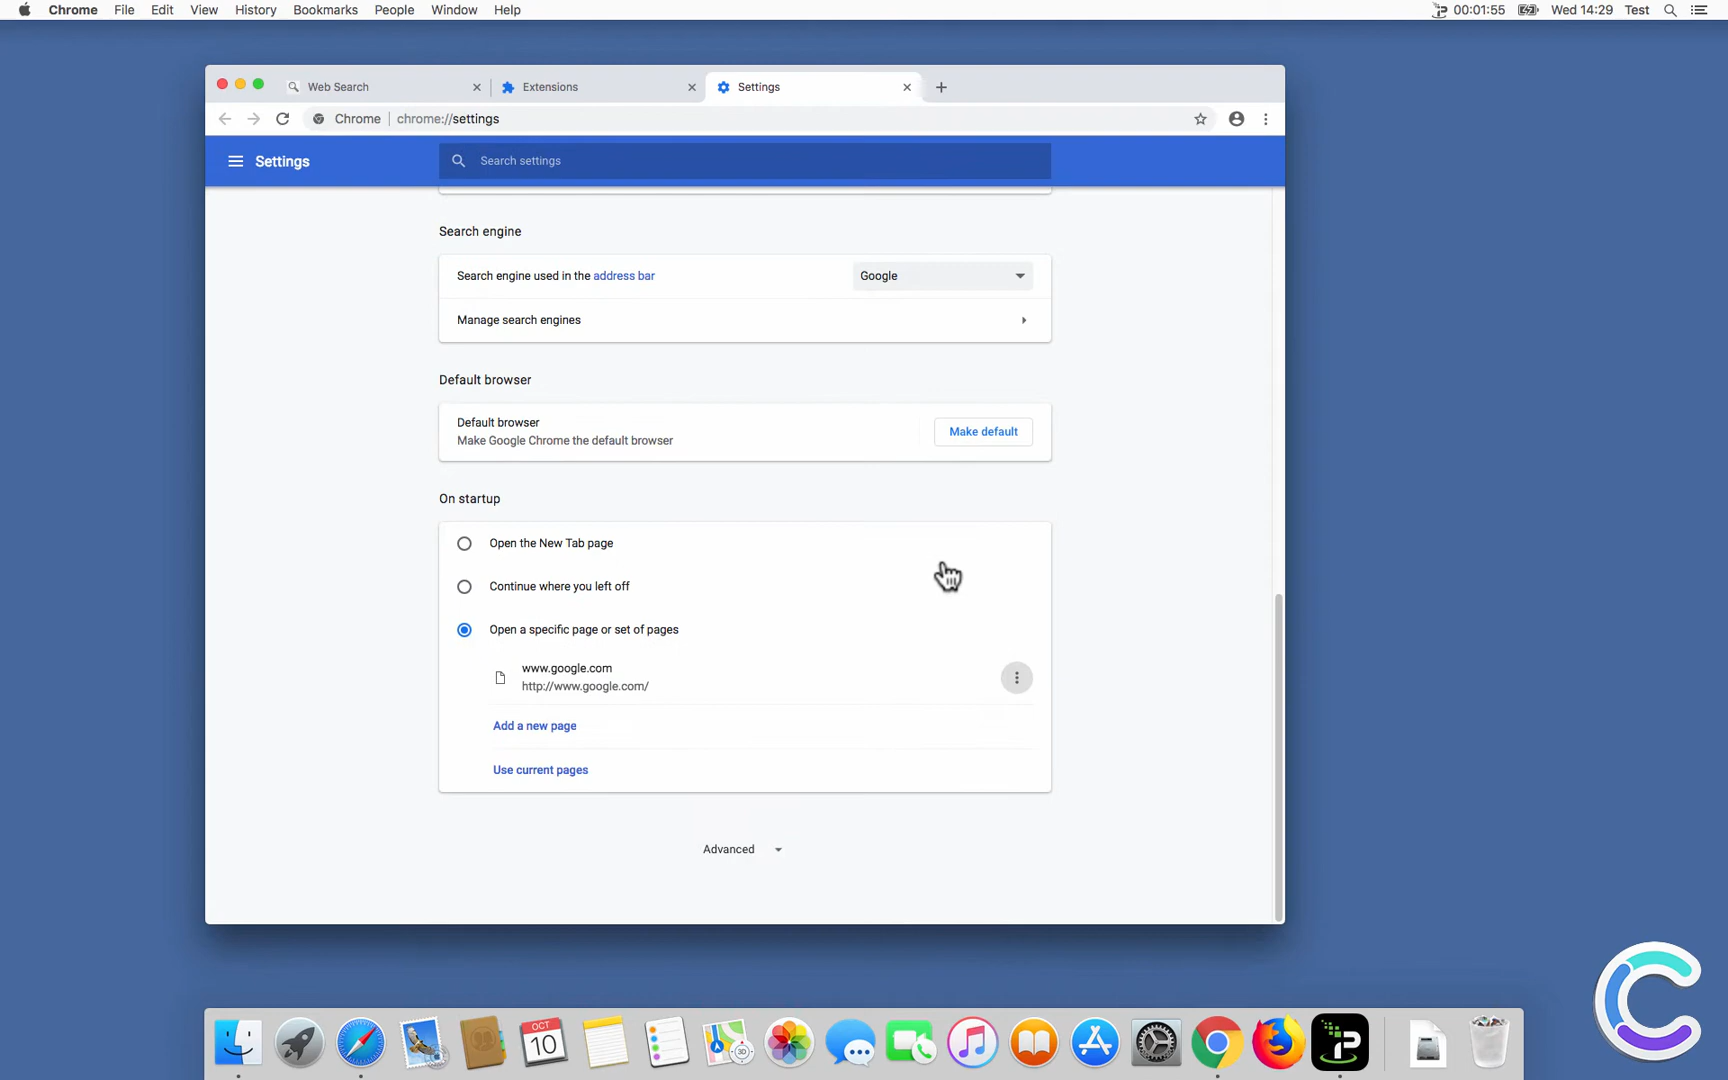 Chrome File Edit View History Bookmarks People Window Help 00:01:55 Wed 14:29 Test
Web Search Extensions Settings
Chrome | chrome://settings
Settings Search settings
Search engine
Search engine used in the address bar Google
Manage search engines
Default browser
Default browser Make default
Make Google Chrome the default browser
On startup
Open the New Tab page
Continue where you left off
Open a specific page or set of pages
www.google.com
http://www.google.com/
Add a new page
Use current pages
Advanced
OCT
10
3D